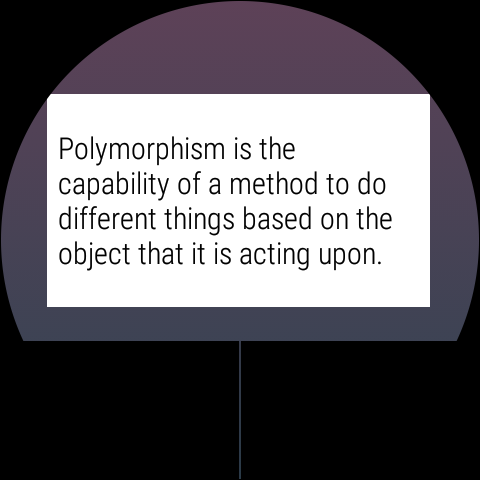 Polymorphism is the
capability of a method to do
different things based on the
object that it is acting upon.